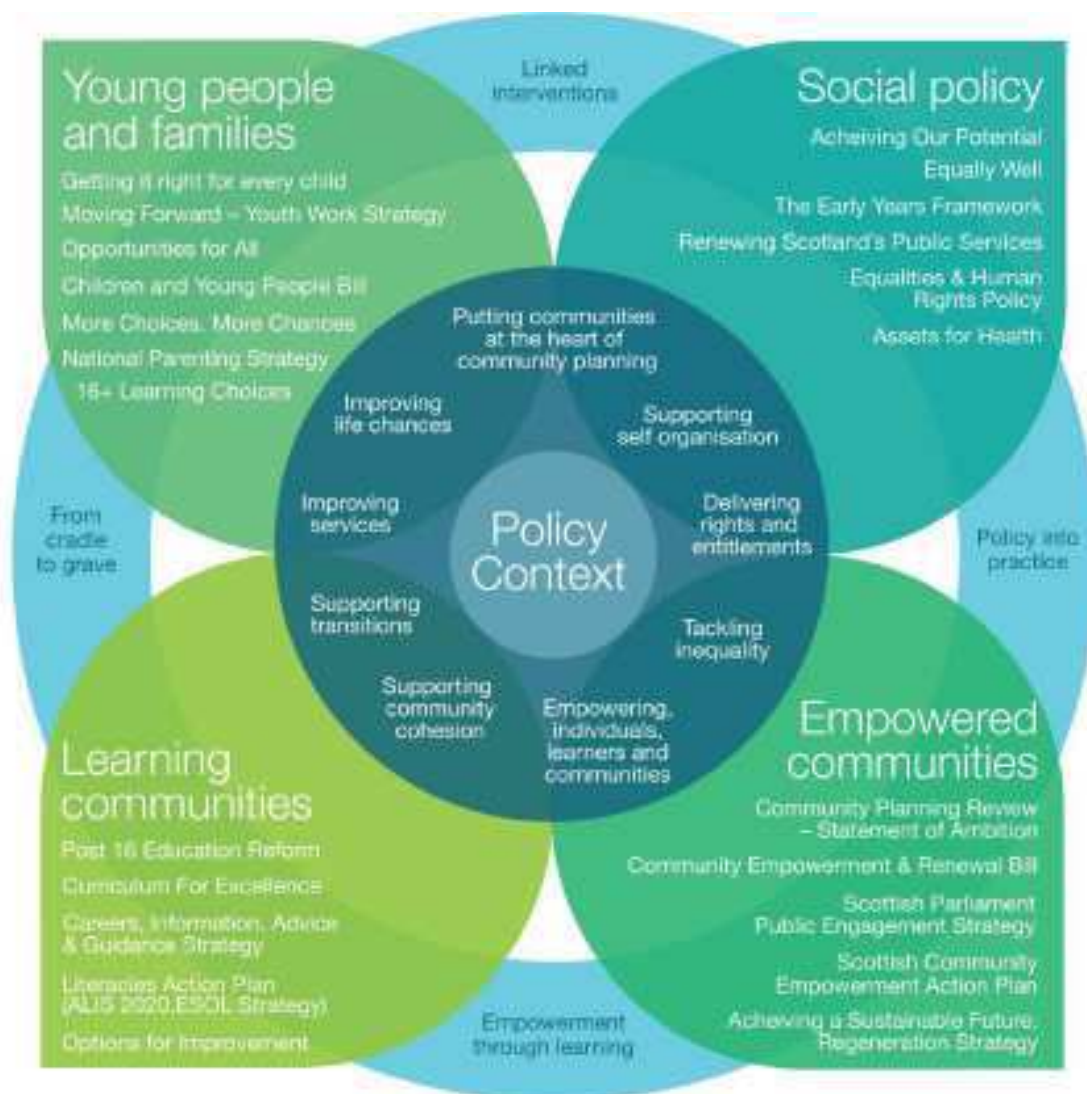 Linked
interventions
Young people
and families
Getting it right for every child
Moving Forward – Youth Work Strategy
Opportunities for All
Children and Young People Bill
More Choices, More Chances
National Parenting Strategy
16+ Learning Choices
Social policy
Acheiving Our Potential
Equally Well
The Early Years Framework
Renewing Scotland's Public Services
Equalities & Human
Rights Policy
Assets for Health
Putting communities
at the heart of
community planning
Improving
life chances
Supporting
self organisation
Improving
services
Delivering
rights and
entitlements
Policy
Context
Supporting
transitions
Tackling
inequality
Supporting
community
cohesion
Empowering,
individuals,
learners and
communities
From
cradle
to grave
Policy into
practice
Learning
communities
Post 16 Education Reform
Curriculum For Excellence
Careers, Information, Advice
& Guidance Strategy
Literacies Action Plan
(ALIS 2020,ESOL Strategy)
Options for Improvement
Empowered
communities
Community Planning Review
– Statement of Ambition
Community Empowerment & Renewal Bill
Scottish Parliament
Public Engagement Strategy
Scottish Community
Empowerment Action Plan
Acheiving a Sustainable Future,
Regeneration Strategy
Empowerment
through learning